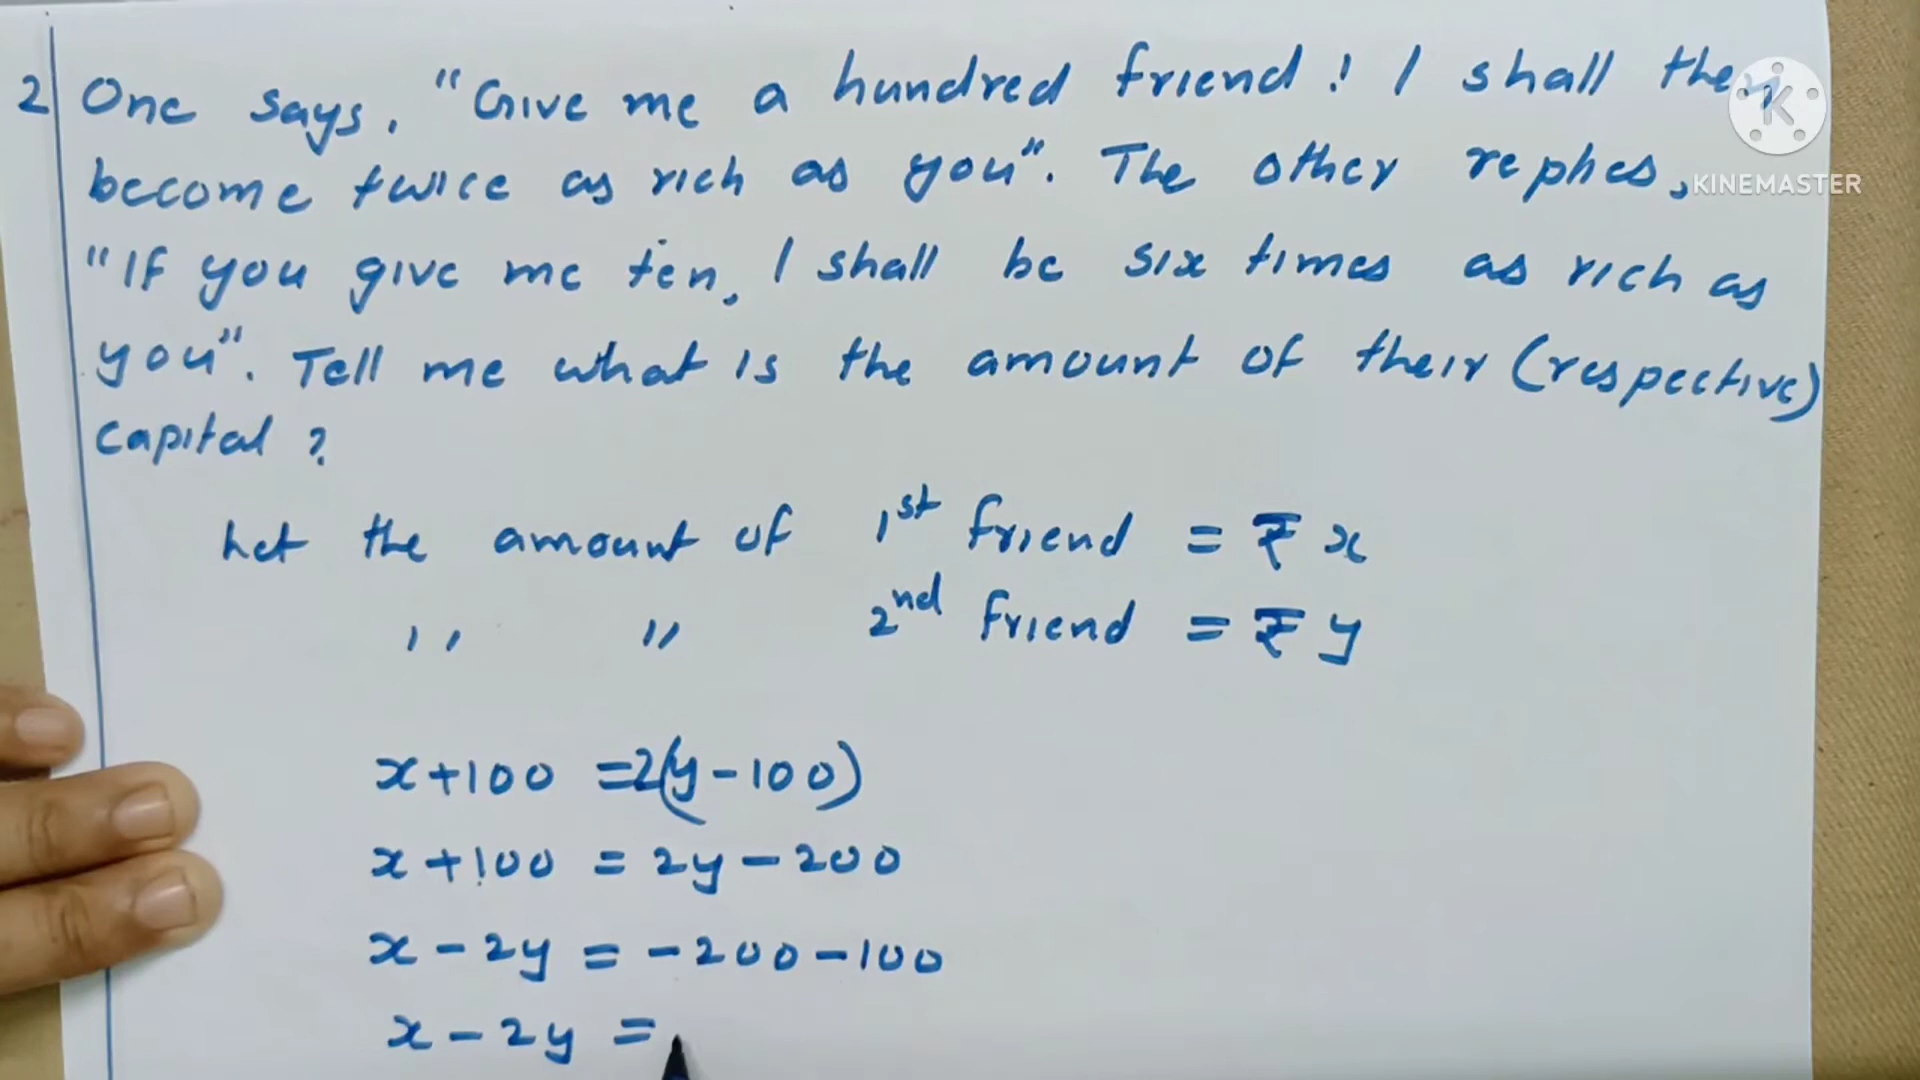 2 One says, "Give me a hundred friend! I shall then
become twice as rich as you". The other replies,
"If you give me ten, I shall be six times as rich as
you". Tell me what is the amount of their (respective)
capital?
Let the amount of 1st friend = ₹ x
,, ,, 2nd friend = ₹ y
x+100 =2(y-100)
x+100 = 2y-200
x-2y = -200-100
x-2y =
K
KINEMASTER